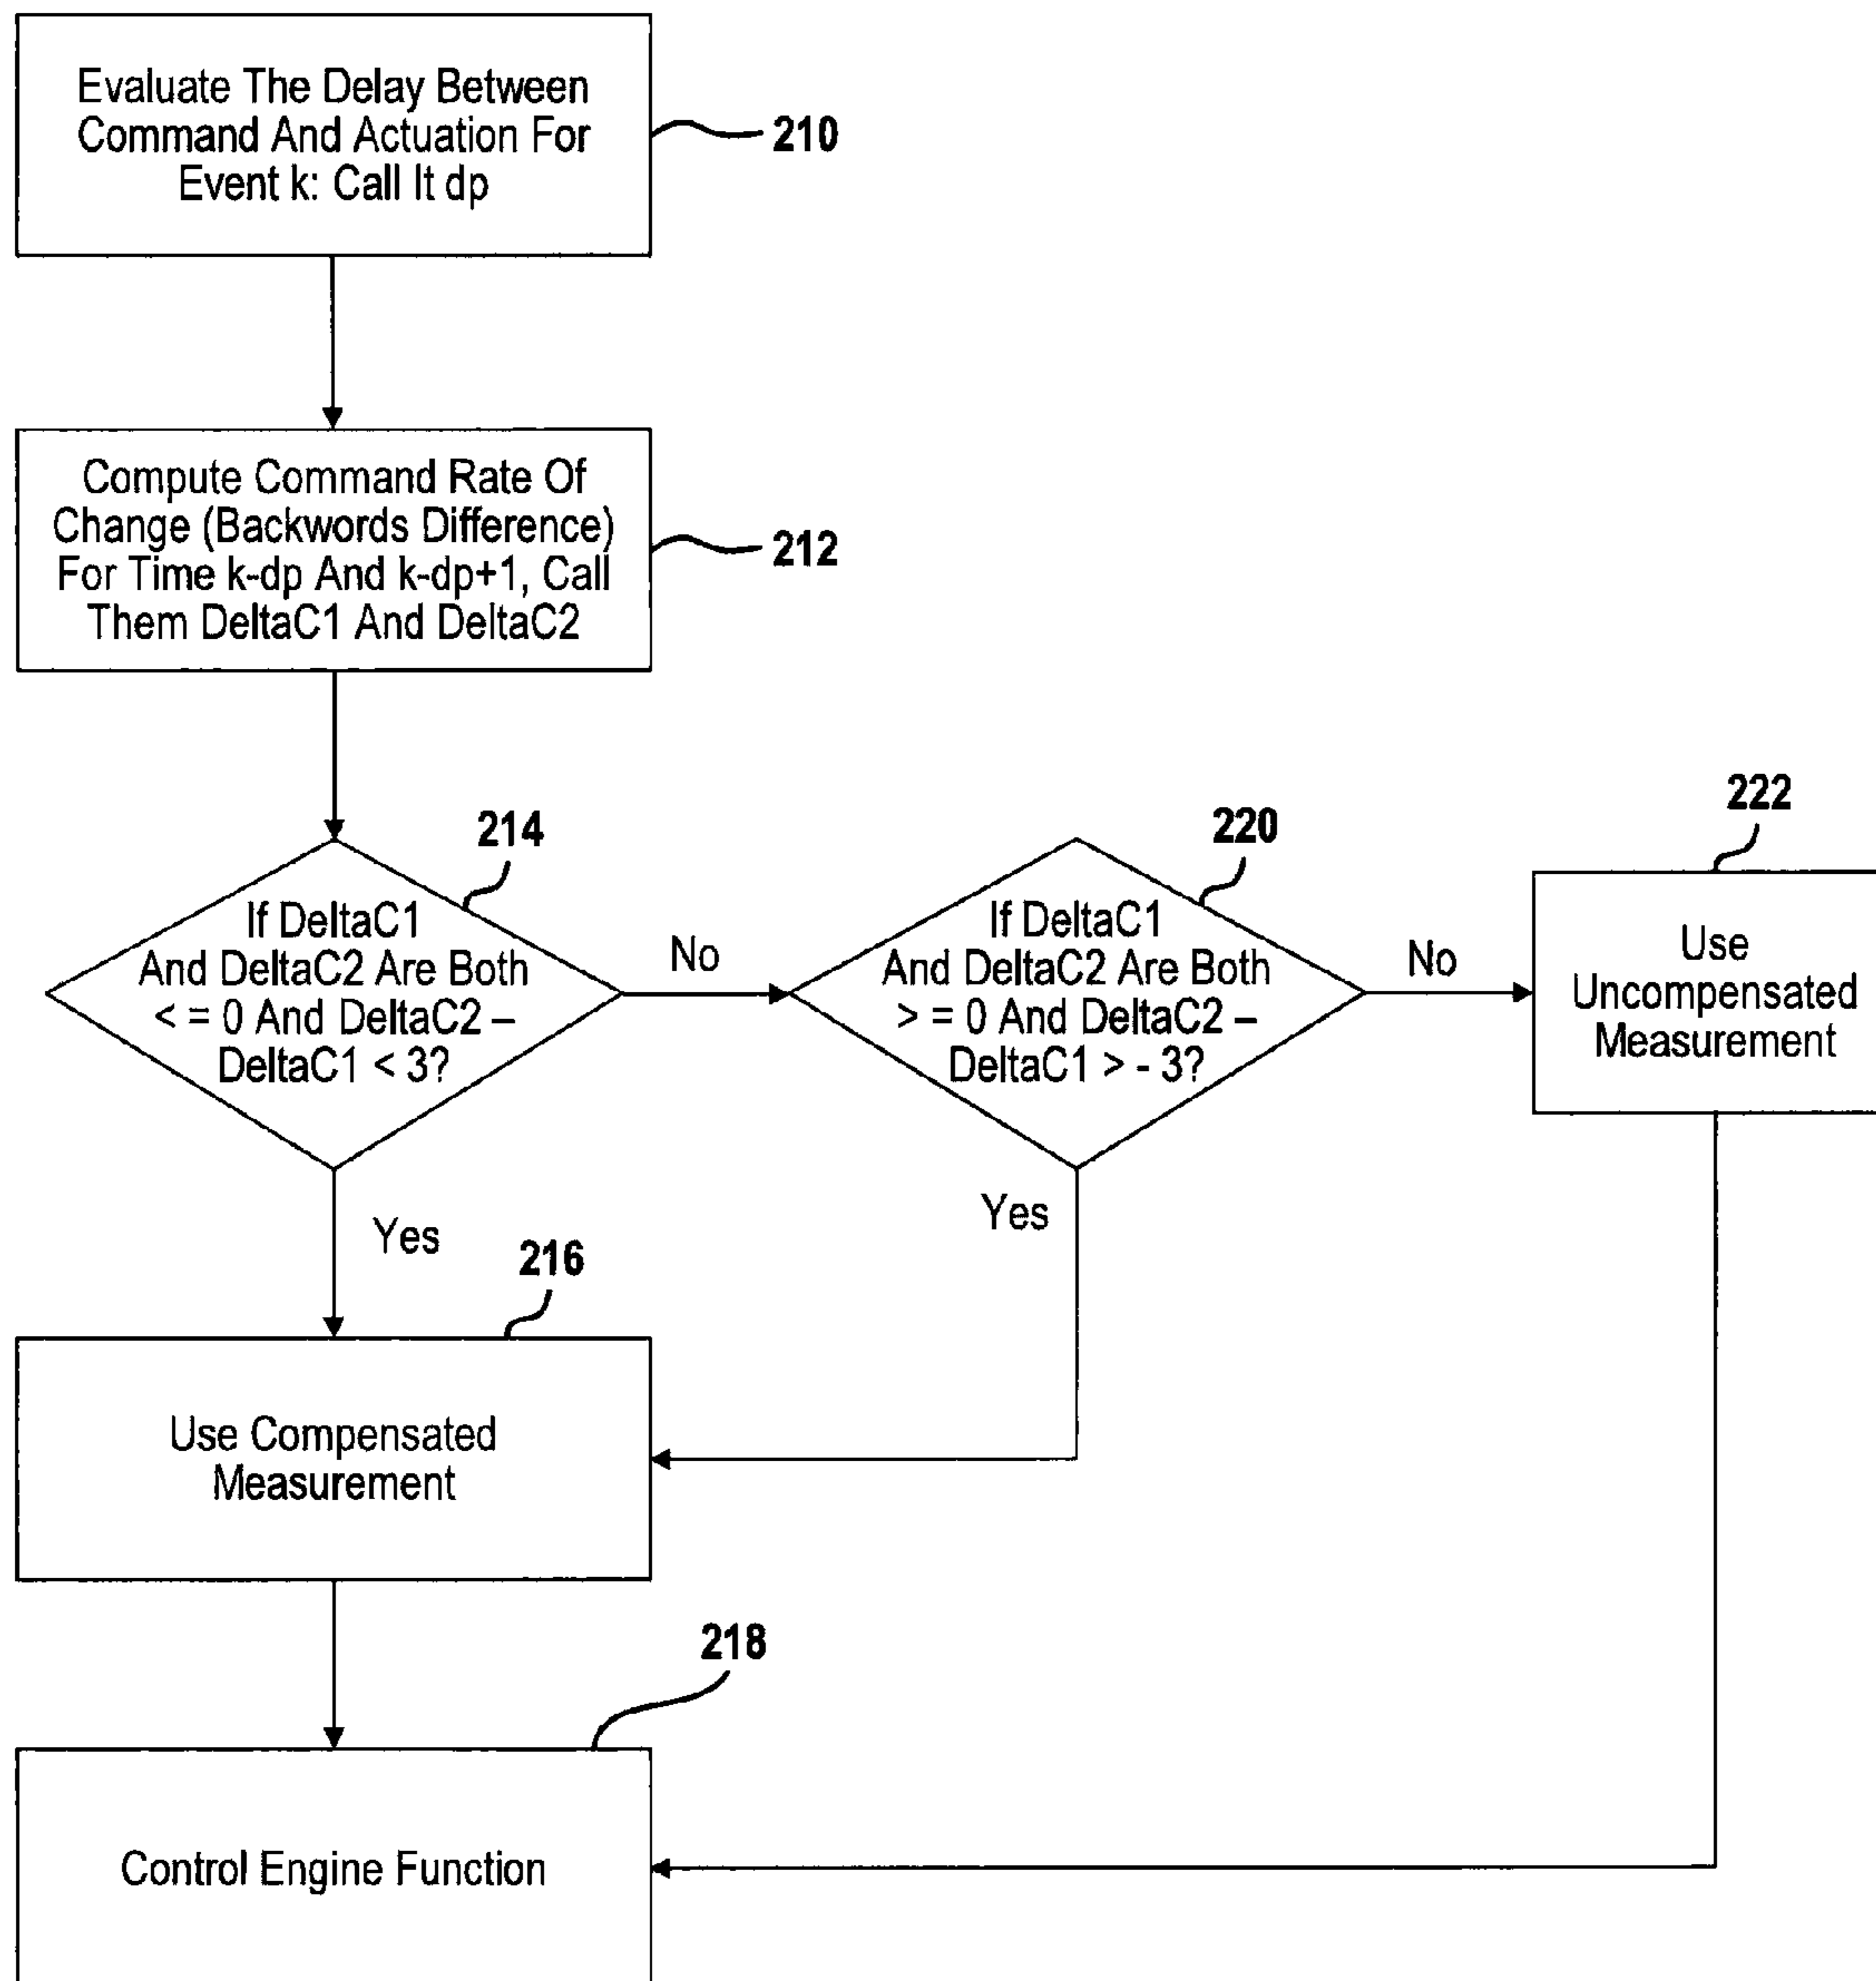 Evaluate The Delay Between
Command And Actuation For
Event k: Call It dp
210
Compute Command Rate Of
Change (Backwords Difference)
For Time k-dp And k-dp+1, Call
Them DeltaC1 And DeltaC2
212
214
If DeltaC1
And DeltaC2 Are Both
< = 0 And DeltaC2 –
DeltaC1 < 3?
No
220
If DeltaC1
And DeltaC2 Are Both
> = 0 And DeltaC2 –
DeltaC1 > - 3?
No
222
Use
Uncompensated
Measurement
Yes
Yes
216
Use Compensated
Measurement
218
Control Engine Function